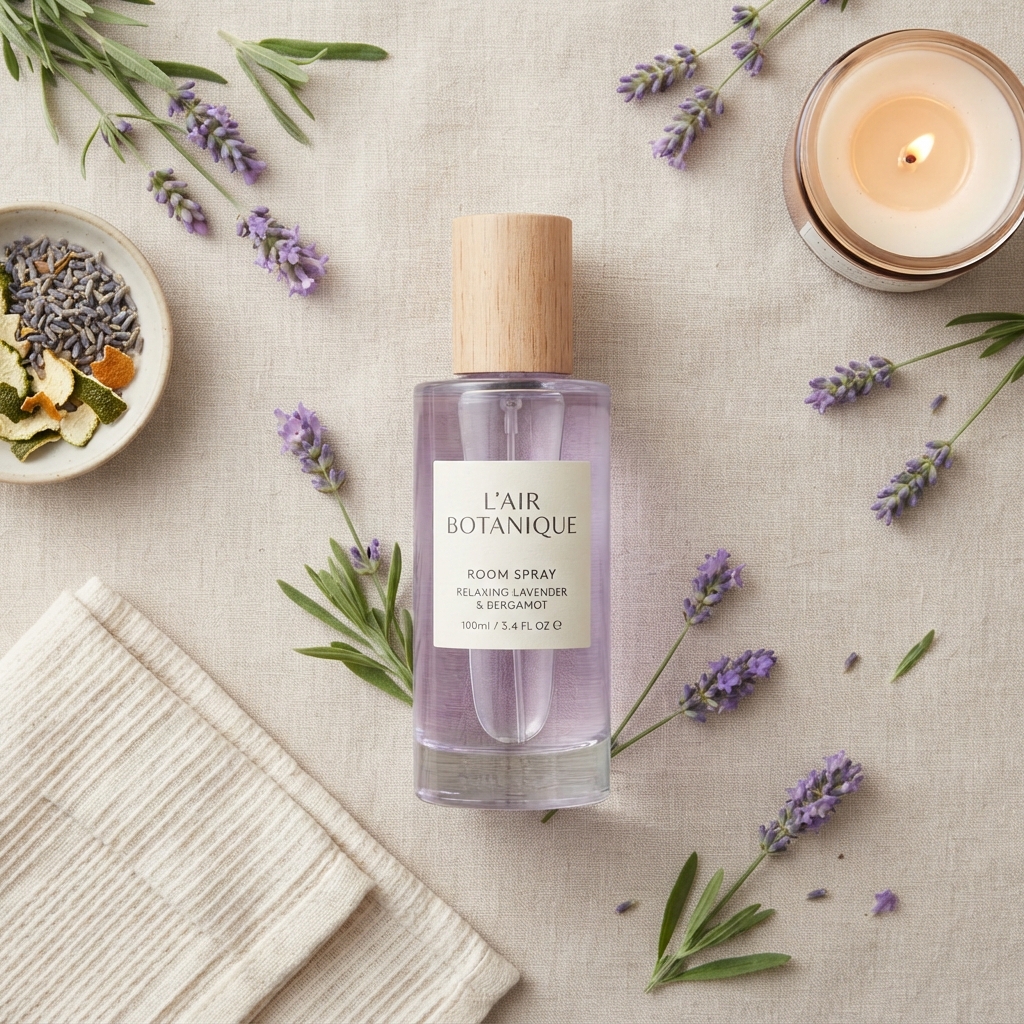 L'AIR
BOTANIQUE
ROOM SPRAY
RELAXING LAVENDER
& BERGAMOT
100ml / 3.4 FL OZ ℮